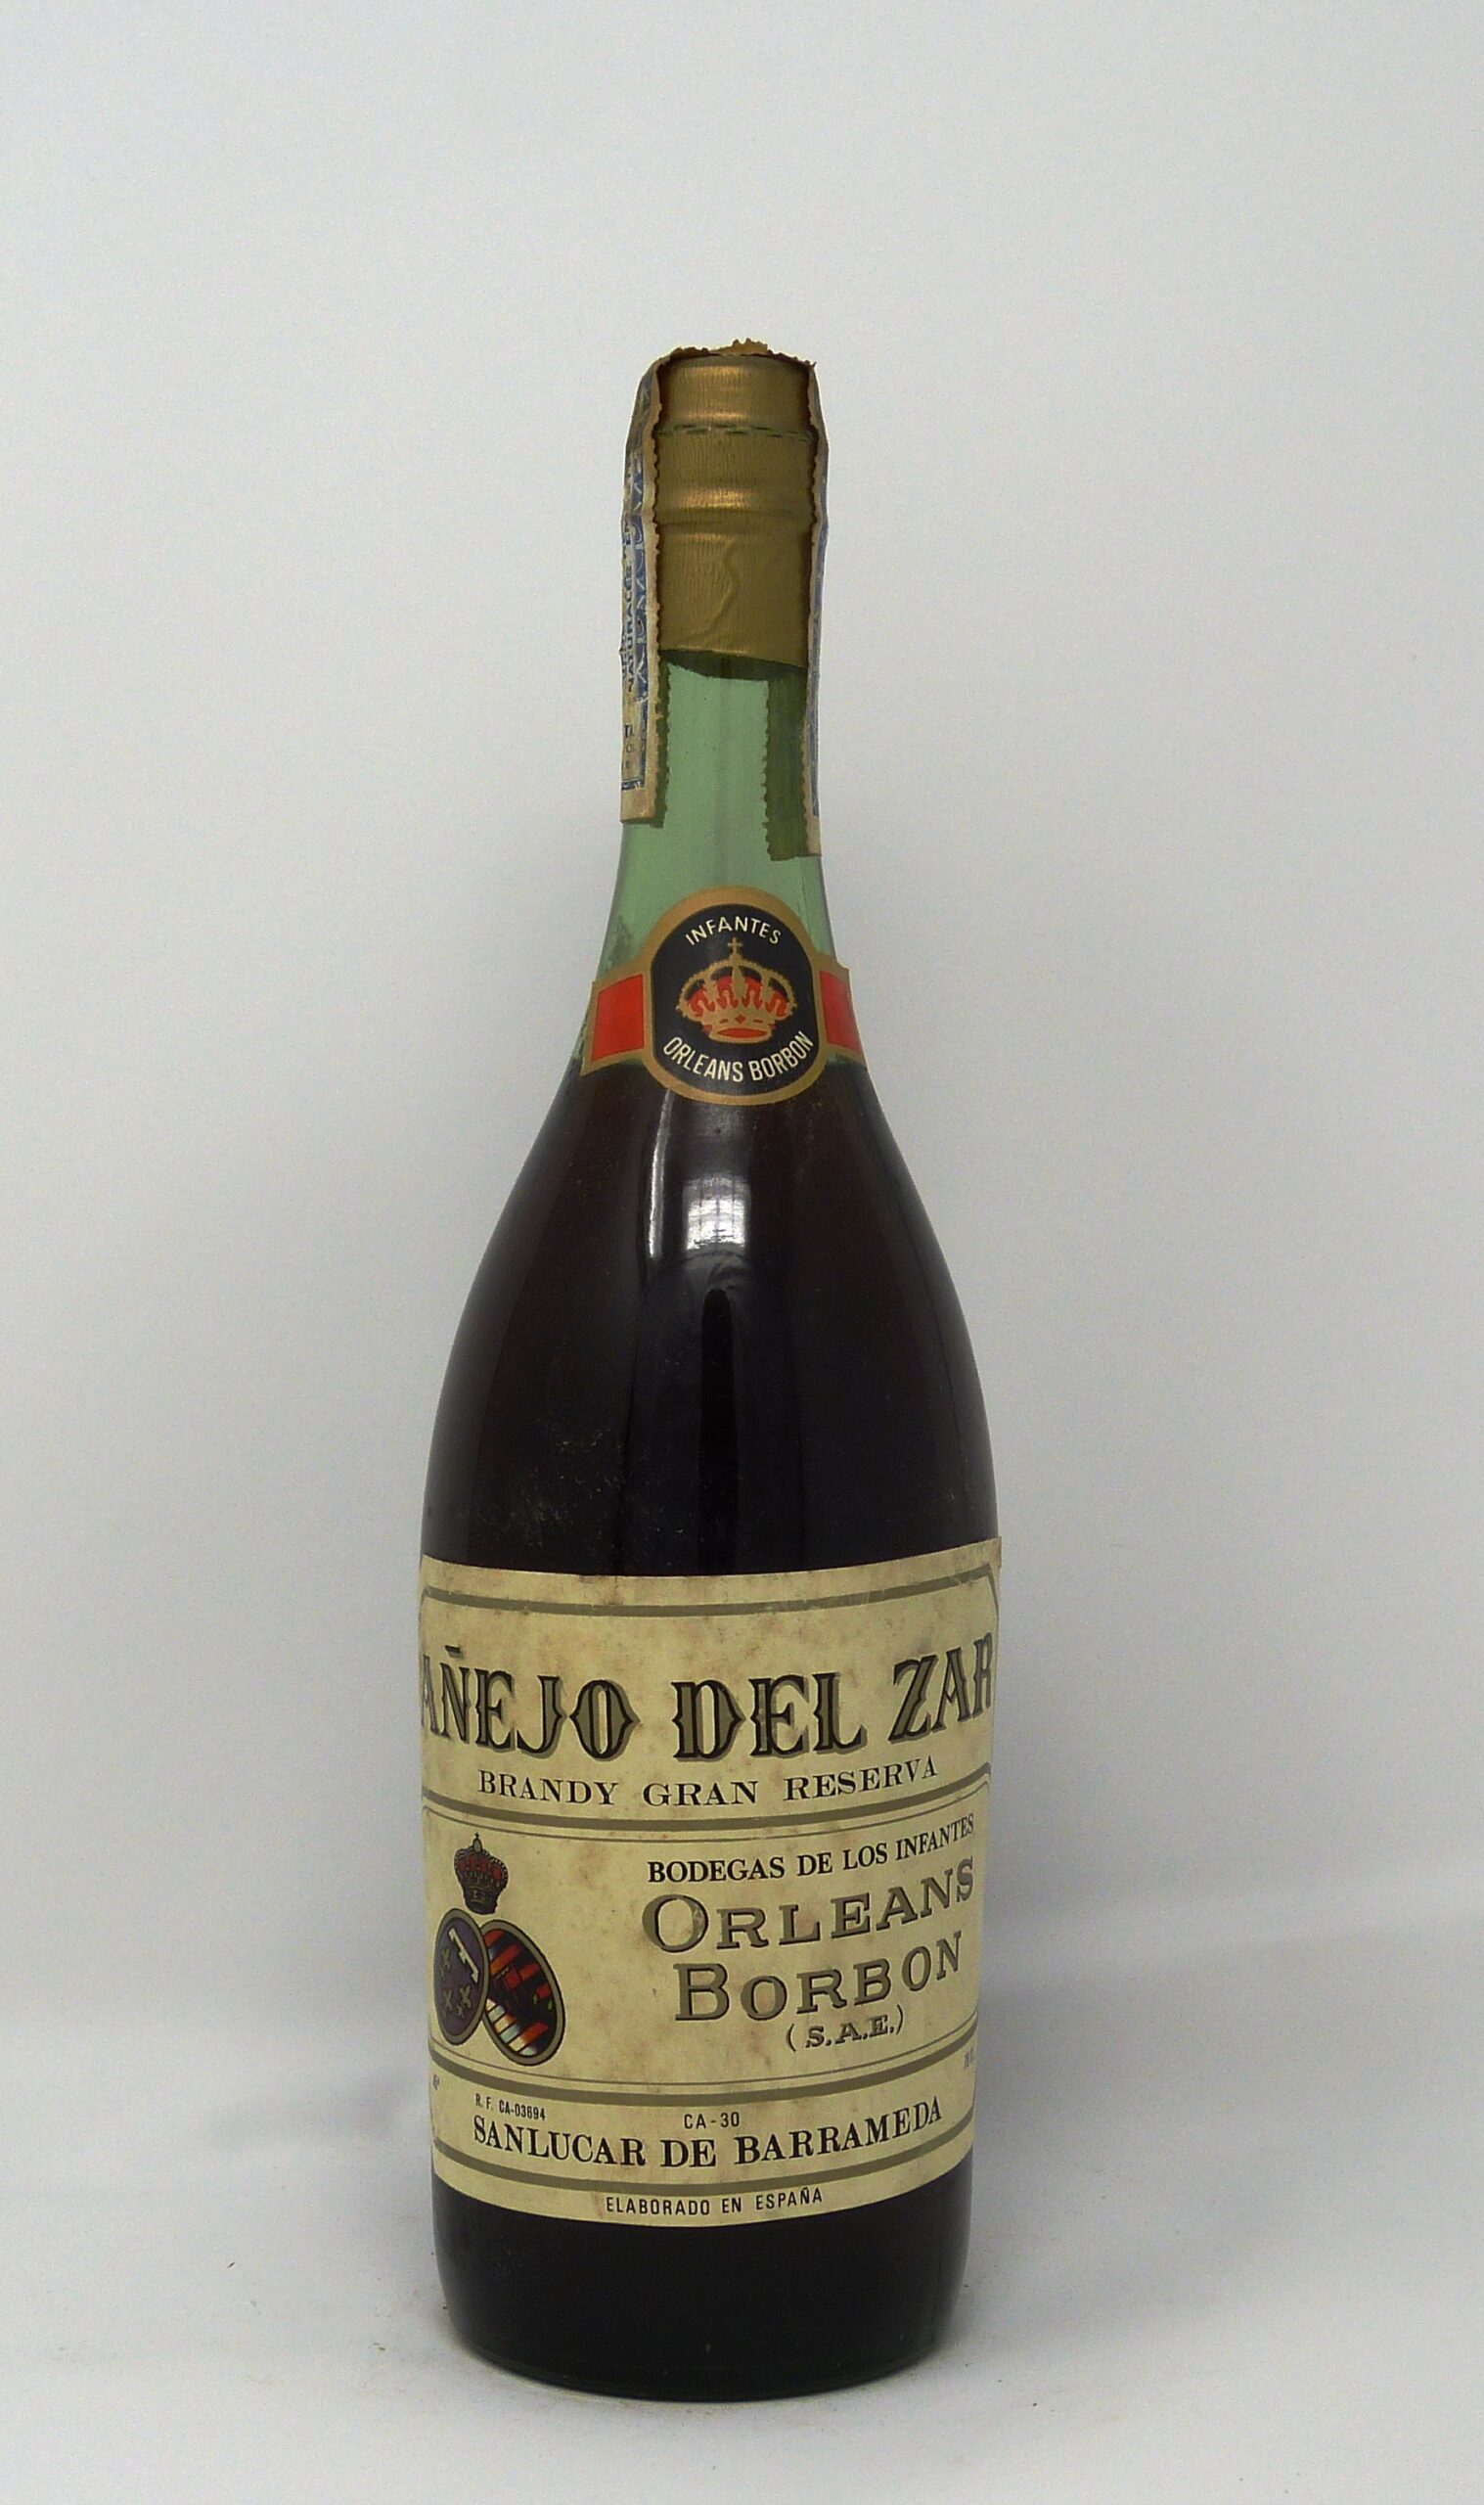 NATURALES
INFANTES
ORLEANS BORBON
AÑEJO DEL ZAR
BRANDY GRAN RESERVA
BODEGAS DE LOS INFANTES
ORLEANS
BORBON
(S.A.E.)
R. F. CA-03694
CA-30
SANLUCAR DE BARRAMEDA
ELABORADO EN ESPAÑA